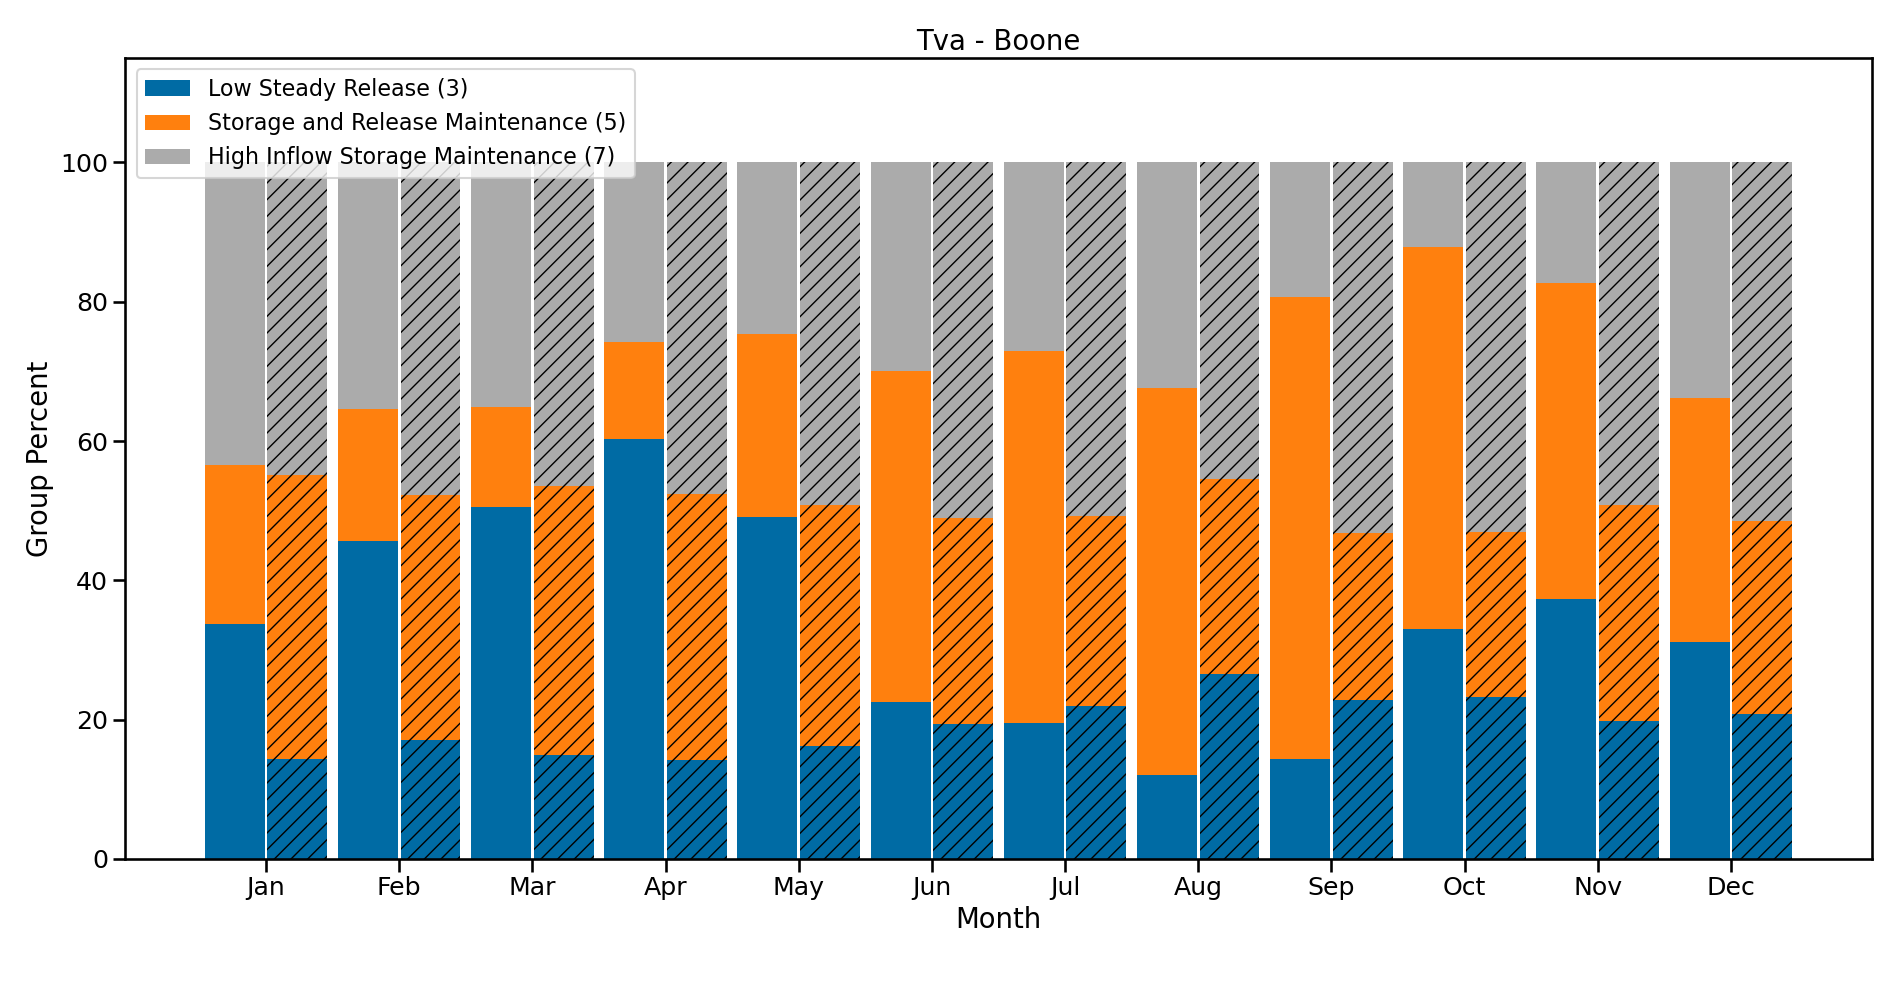 Tva - Boone
Low Steady Release (3)
Storage and Release Maintenance (5)
High Inflow Storage Maintenance (7)
100
80
60
40
20
0
Group Percent
Jan Feb Mar Apr May Jun Jul Aug Sep Oct Nov Dec
Month